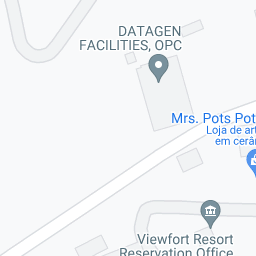 DATAGEN
FACILITIES, OPC
Mrs. Pots Pot
Loja de art
em cerâ
Viewfort Resort
Reservation Office